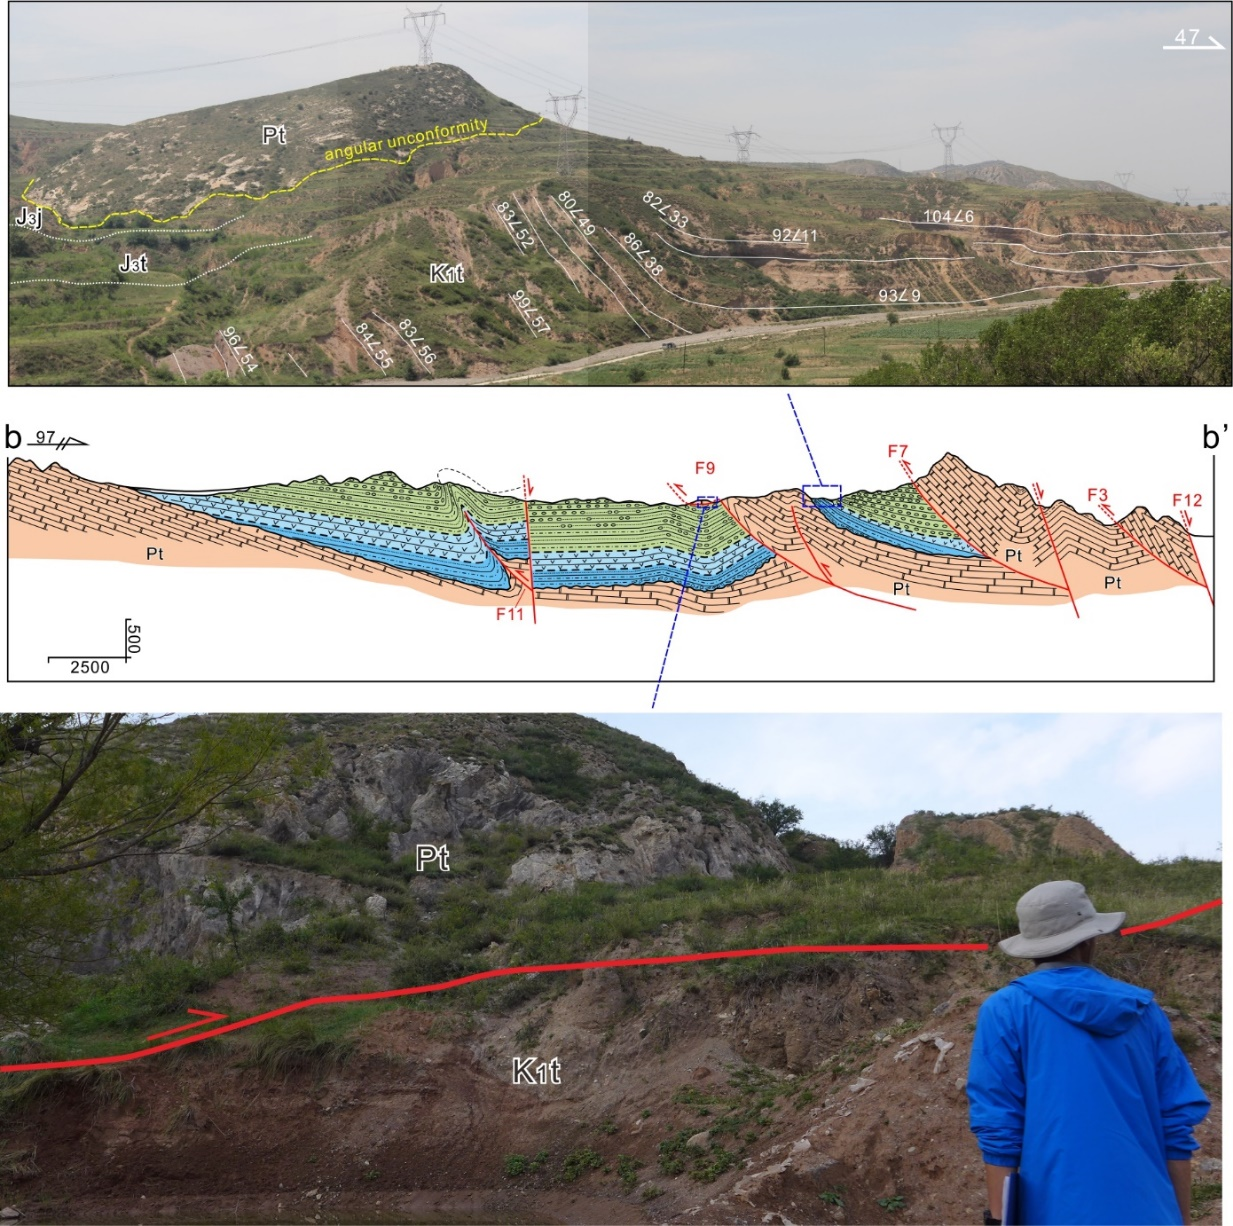 47
Pt
angular unconformity
J3j
J3t
K1t
83∠52
80∠49
82∠33
86∠38
92∠11
104∠6
93∠9
99∠57
83∠56
84∠55
96∠54
b
97
b’
F9
F7
F3
F12
Pt
Pt
Pt
Pt
F11
500
2500
Pt
K1t